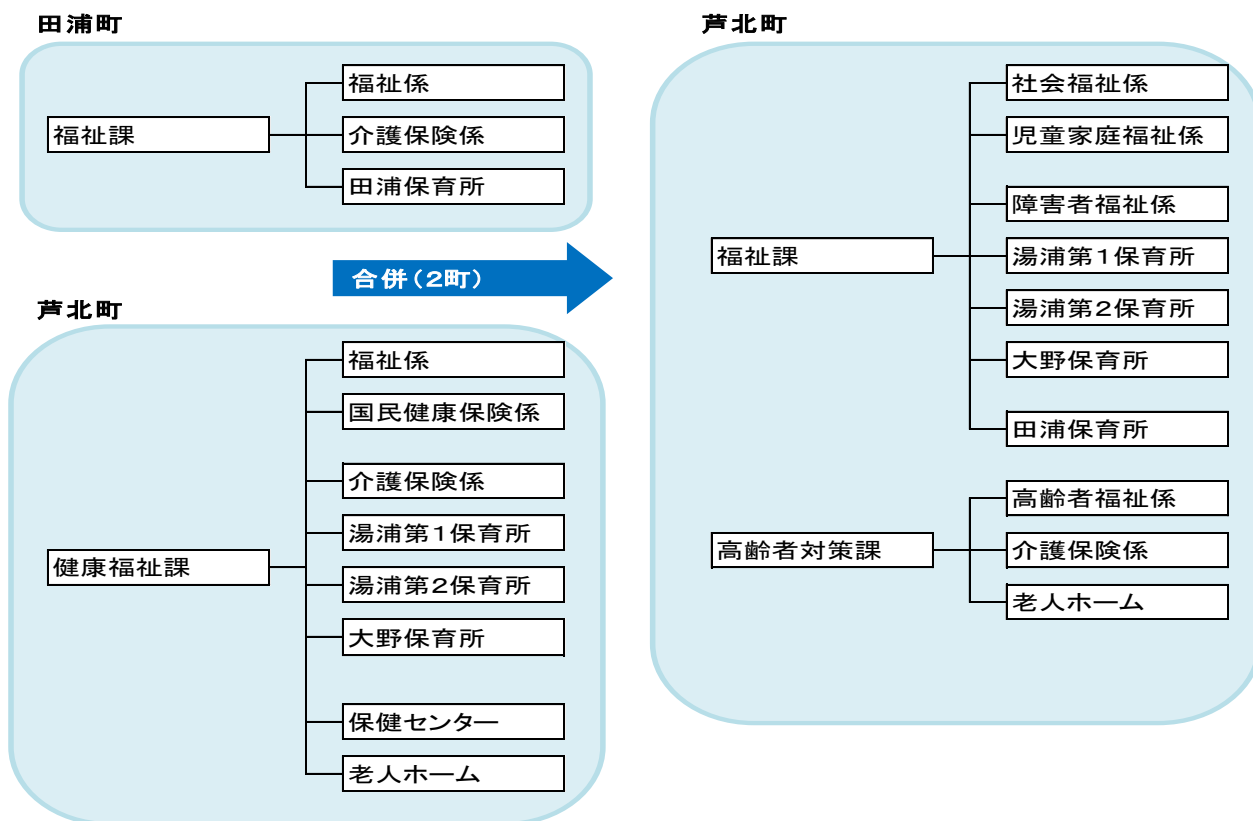 田浦町
福祉課
福祉係
介護保険係
田浦保育所
合併(2町)
芦北町
健康福祉課
福祉係
国民健康保険係
介護保険係
湯浦第1保育所
湯浦第2保育所
大野保育所
保健センター
老人ホーム
芦北町
福祉課
社会福祉係
児童家庭福祉係
障害者福祉係
湯浦第1保育所
湯浦第2保育所
大野保育所
田浦保育所
高齢者対策課
高齢者福祉係
介護保険係
老人ホーム